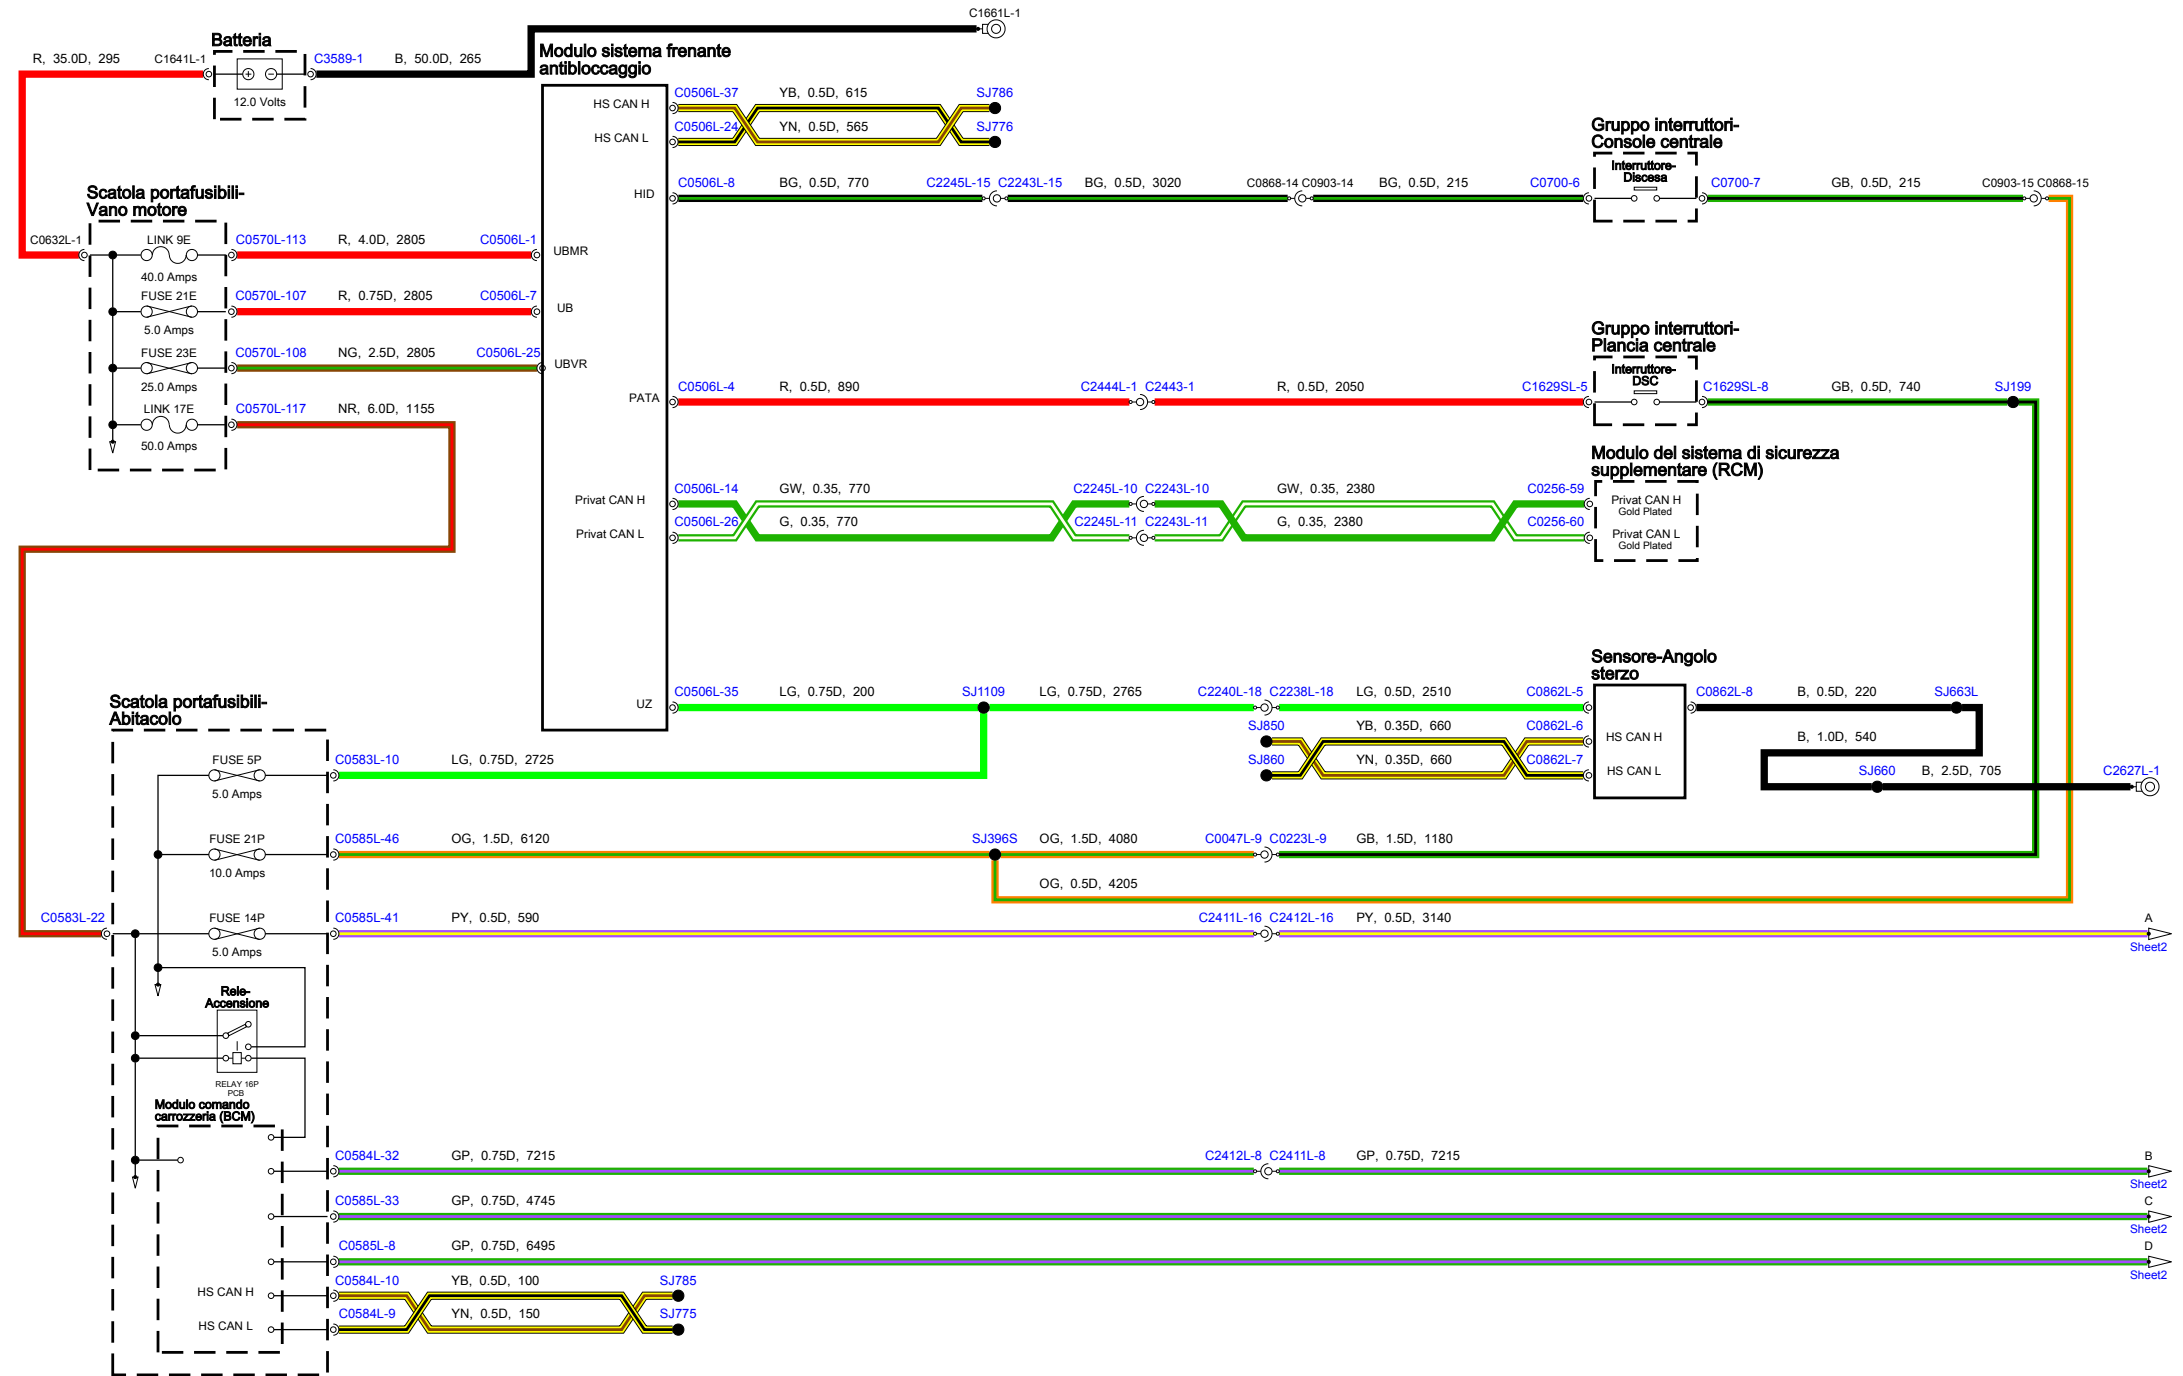 C1661L-1
Batteria
R, 35.0D, 295
C1641L-1
C3589-1
B, 50.0D, 265
12.0 Volts
Modulo sistema frenante
antibloccaggio
HS CAN H
C0506L-37
YB, 0.5D, 615
SJ786
HS CAN L
C0506L-24
YN, 0.5D, 565
SJ776
Gruppo interruttori-
Console centrale
Interruttore-
Discesa
HID
C0506L-8
BG, 0.5D, 770
C2245L-15
C2243L-15
BG, 0.5D, 3020
C0868-14
C0903-14
BG, 0.5D, 215
C0700-6
C0700-7
GB, 0.5D, 215
C0903-15
C0868-15
Scatola portafusibili-
Vano motore
C0632L-1
LINK 9E
40.0 Amps
C0570L-113
R, 4.0D, 2805
C0506L-1
UBMR
FUSE 21E
5.0 Amps
C0570L-107
R, 0.75D, 2805
C0506L-7
UB
FUSE 23E
25.0 Amps
C0570L-108
NG, 2.5D, 2805
C0506L-25
UBVR
LINK 17E
50.0 Amps
C0570L-117
NR, 6.0D, 1155
Gruppo interruttori-
Plancia centrale
Interruttore-
DSC
PATA
C0506L-4
R, 0.5D, 890
C2444L-1
C2443-1
R, 0.5D, 2050
C1629SL-5
C1629SL-8
GB, 0.5D, 740
SJ199
Modulo del sistema di sicurezza
supplementare (RCM)
Privat CAN H
C0506L-14
GW, 0.35, 770
C2245L-10
C2243L-10
GW, 0.35, 2380
C0256-59
Privat CAN H
Gold Plated
Privat CAN L
C0506L-26
G, 0.35, 770
C2245L-11
C2243L-11
G, 0.35, 2380
C0256-60
Privat CAN L
Gold Plated
Sensore-Angolo
sterzo
UZ
C0506L-35
LG, 0.75D, 200
SJ1109
LG, 0.75D, 2765
C2240L-18
C2238L-18
LG, 0.5D, 2510
C0862L-5
C0862L-8
B, 0.5D, 220
SJ663L
SJ850
YB, 0.35D, 660
C0862L-6
HS CAN H
B, 1.0D, 540
SJ860
YN, 0.35D, 660
C0862L-7
HS CAN L
SJ660
B, 2.5D, 705
C2627L-1
Scatola portafusibili-
Abitacolo
FUSE 5P
5.0 Amps
C0583L-10
LG, 0.75D, 2725
FUSE 21P
10.0 Amps
C0585L-46
OG, 1.5D, 6120
SJ396S
OG, 1.5D, 4080
C0047L-9
C0223L-9
GB, 1.5D, 1180
OG, 0.5D, 4205
C0583L-22
FUSE 14P
5.0 Amps
C0585L-41
PY, 0.5D, 590
C2411L-16
C2412L-16
PY, 0.5D, 3140
A
Sheet2
Rele-
Accensione
RELAY 16P
PCB
Modulo comando
carrozzeria (BCM)
C0584L-32
GP, 0.75D, 7215
C2412L-8
C2411L-8
GP, 0.75D, 7215
B
Sheet2
C0585L-33
GP, 0.75D, 4745
C
Sheet2
C0585L-8
GP, 0.75D, 6495
D
Sheet2
HS CAN H
C0584L-10
YB, 0.5D, 100
SJ785
HS CAN L
C0584L-9
YN, 0.5D, 150
SJ775